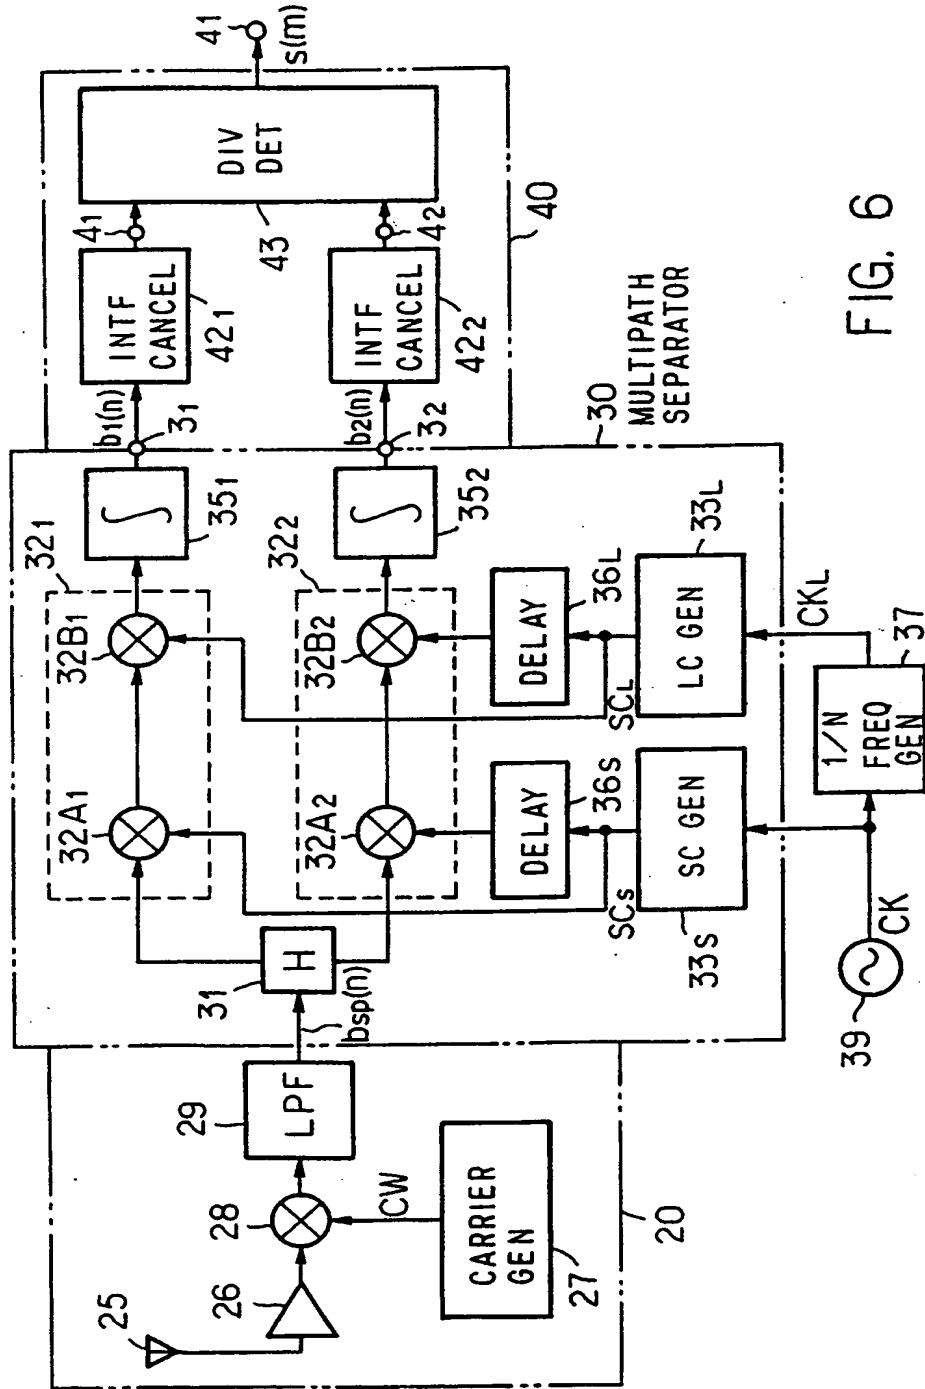 25
26
28
29
LPF
CW
CARRIER
GEN
27
20
bsp(n)
31
H
321
32A1
32B1
322
32A2
32B2
351
352
b1(n)
31
b2(n)
32
SCS
SCL
DELAY
36S
DELAY
36L
SC GEN
33S
LC GEN
33L
CK
CKL
39
1/N
FREQ
GEN
37
30
MULTIPATH
SEPARATOR
INTF
CANCEL
421
INTF
CANCEL
422
41
42
DIV
DET
43
40
41
s(m)
FIG. 6